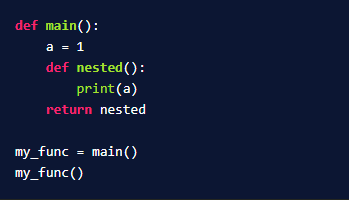 def main():
    a = 1
    def nested():
        print(a)
    return nested

my_func = main()
my_func()